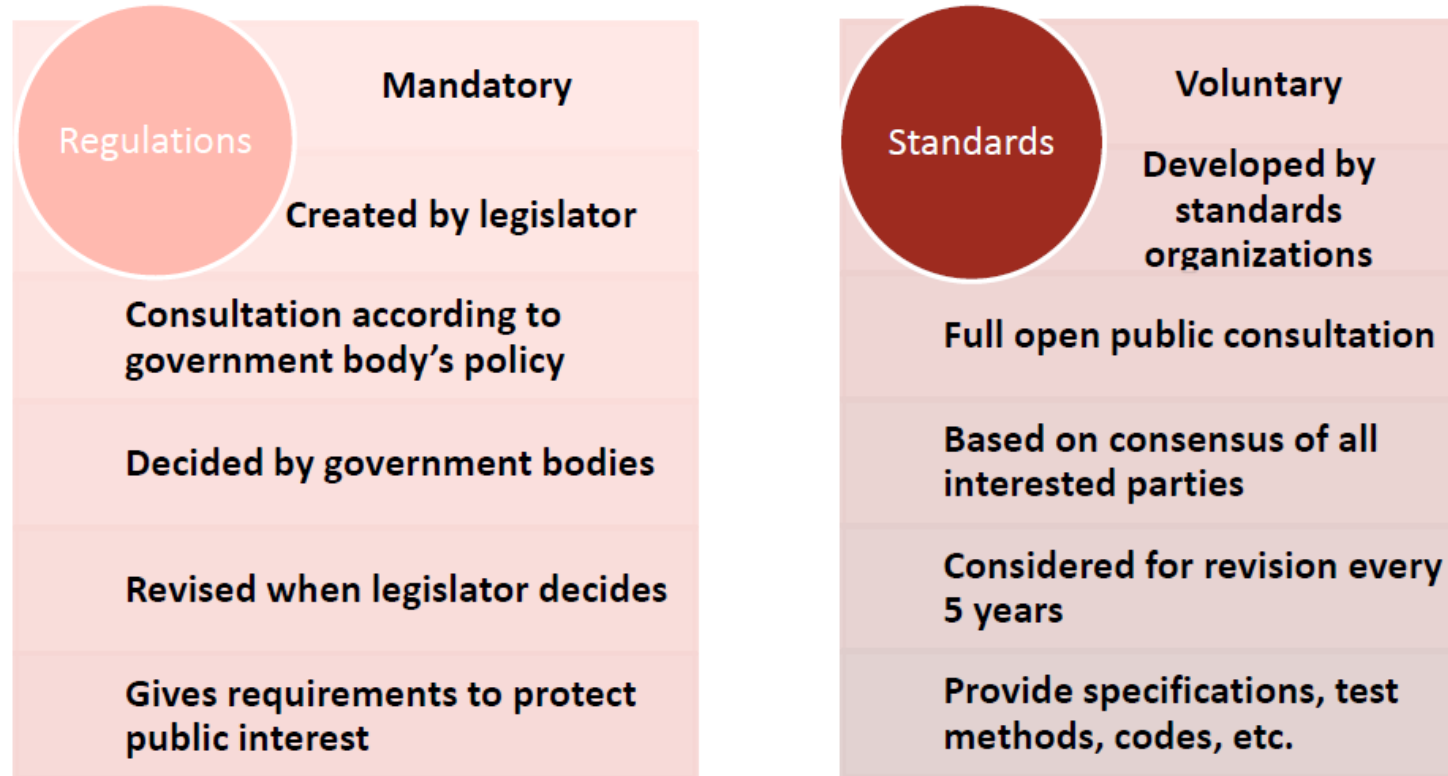 Regulations
Mandatory
Created by legislator
Consultation according to
government body’s policy
Decided by government bodies
Revised when legislator decides
Gives requirements to protect
public interest
Standards
Voluntary
Developed by
standards
organizations
Full open public consultation
Based on consensus of all
interested parties
Considered for revision every
5 years
Provide specifications, test
methods, codes, etc.